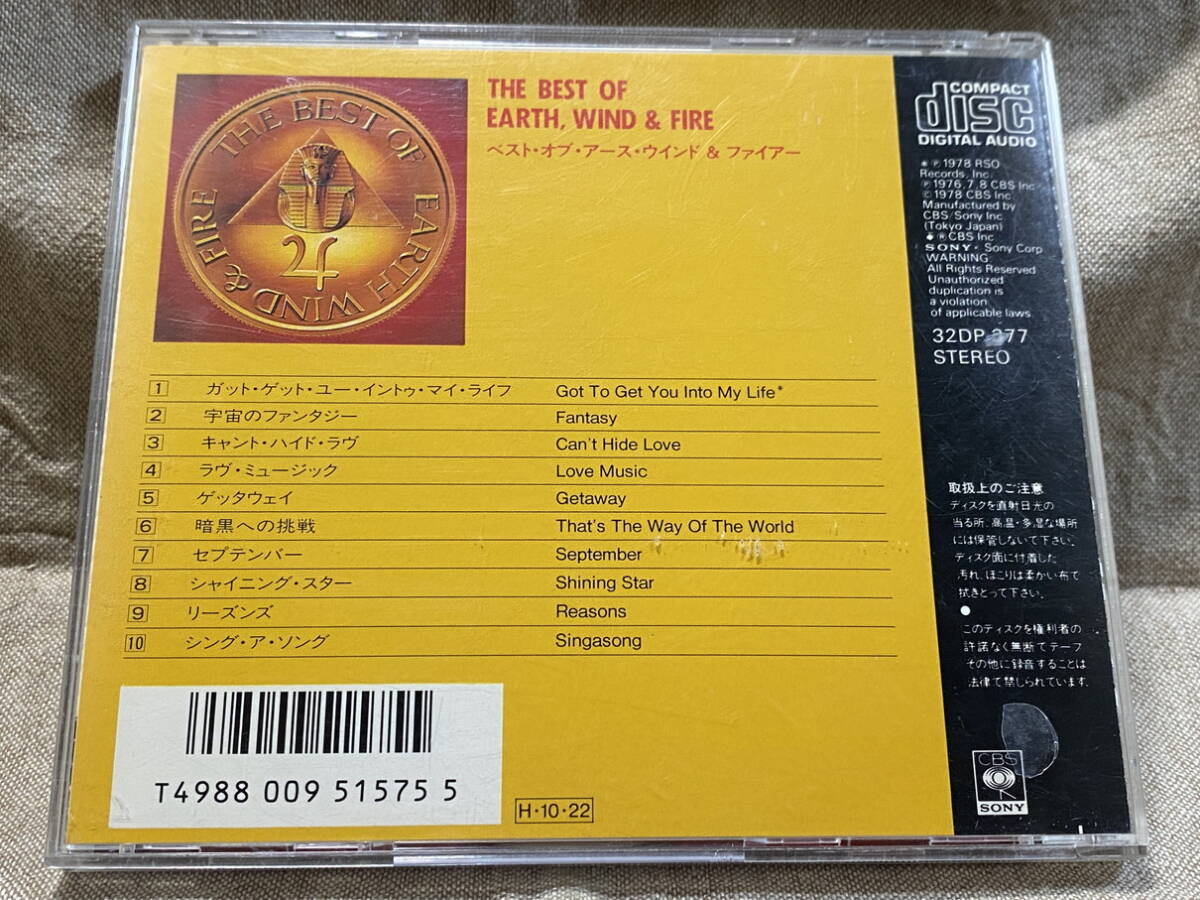 THE BEST OF EARTH WIND & FIRE
THE BEST OF
EARTH, WIND & FIRE
ベスト・オブ・アース・ウインド & ファイアー
1 ガット・ゲット・ユー・イントゥ・マイ・ライフ Got To Get You Into My Life*
2 宇宙のファンタジー Fantasy
3 キャント・ハイド・ラヴ Can't Hide Love
4 ラヴ・ミュージック Love Music
5 ゲッタウェイ Getaway
6 暗黒への挑戦 That's The Way Of The World
7 セプテンバー September
8 シャイニング・スター Shining Star
9 リーズンズ Reasons
10 シング・ア・ソング Singasong
T4988 009 51575 5
H・10・22
COMPACT
disc
DIGITAL AUDIO
* ℗ 1978 RSO
Records, Inc.
℗ 1976, 7, 8 CBS Inc
© 1978 CBS Inc.
Manufactured by
CBS/Sony Inc
(Tokyo Japan)
® CBS Inc
SONY Sony Corp
WARNING:
All Rights Reserved
Unauthorized
duplication is
a violation
of applicable laws.
32DP-377
STEREO
取扱上のご注意
ディスクを直射日光の
当る所、高温・多湿な場所
には保管しないで下さい。
ディスク面に付着した
汚れ、ほこりは柔かい布で
拭きとって下さい。
●
このディスクを権利者の
許諾なく無断でテープ
その他に録音することは
法律で禁じられています。
CBS
SONY